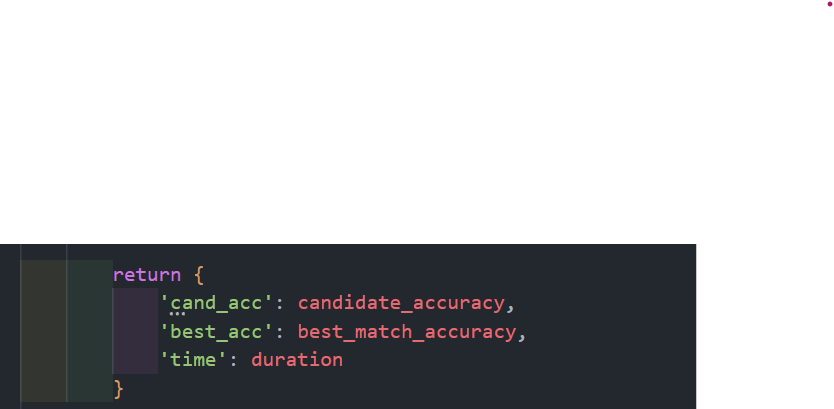 return {
'cand_acc': candidate_accuracy,
'best_acc': best_match_accuracy,
'time': duration
}